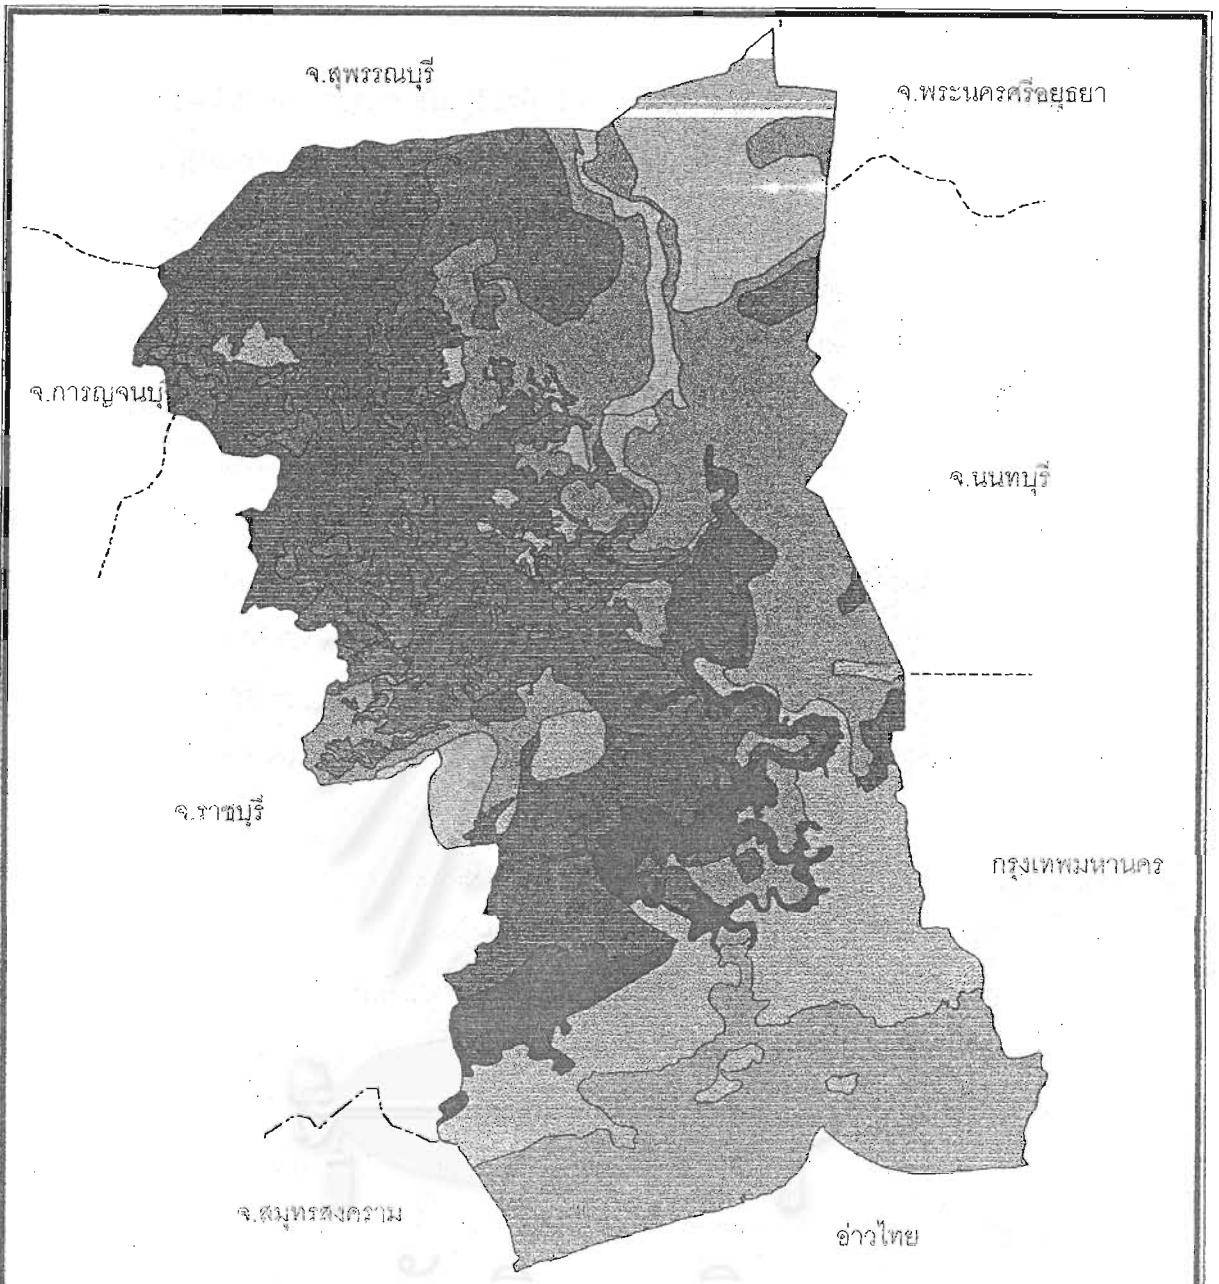 จ.สุพรรณบุรี
จ.พระนครศรีอยุธยา
จ.การญจนบุ
จ.นนทบุรี
จ.ราชบุรี
กรุงเทพมหานคร
จ.สมุทรสงคราม
อ่าวไทย